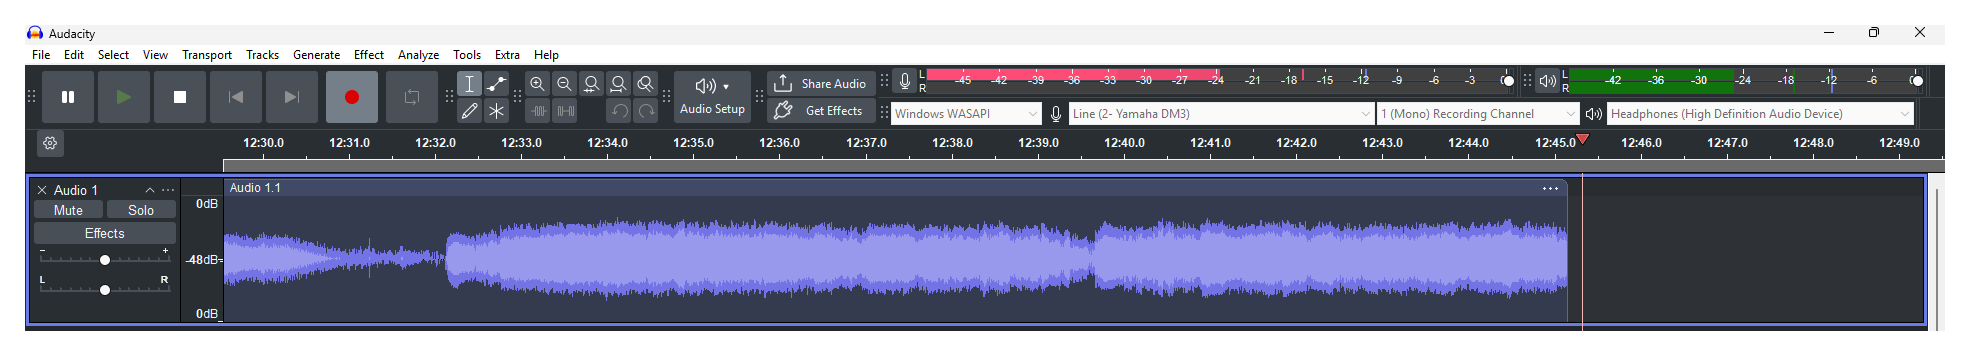 Audacity
File Edit Select View Transport Tracks Generate Effect Analyze Tools Extra Help
Audio Setup
Share Audio
Get Effects
L R -45 -42 -39 -36 -33 -30 -27 -24 -21 -18 -15 -12 -9 -6 -3 0
L R -42 -36 -30 -24 -18 -12 -6 0
Windows WASAPI Line (2- Yamaha DM3) 1 (Mono) Recording Channel Headphones (High Definition Audio Device)
12:30.0 12:31.0 12:32.0 12:33.0 12:34.0 12:35.0 12:36.0 12:37.0 12:38.0 12:39.0 12:40.0 12:41.0 12:42.0 12:43.0 12:44.0 12:45.0 12:46.0 12:47.0 12:48.0 12:49.0
Audio 1 Audio 1.1
Mute Solo 0dB
Effects
- +
-48dB
L R
0dB